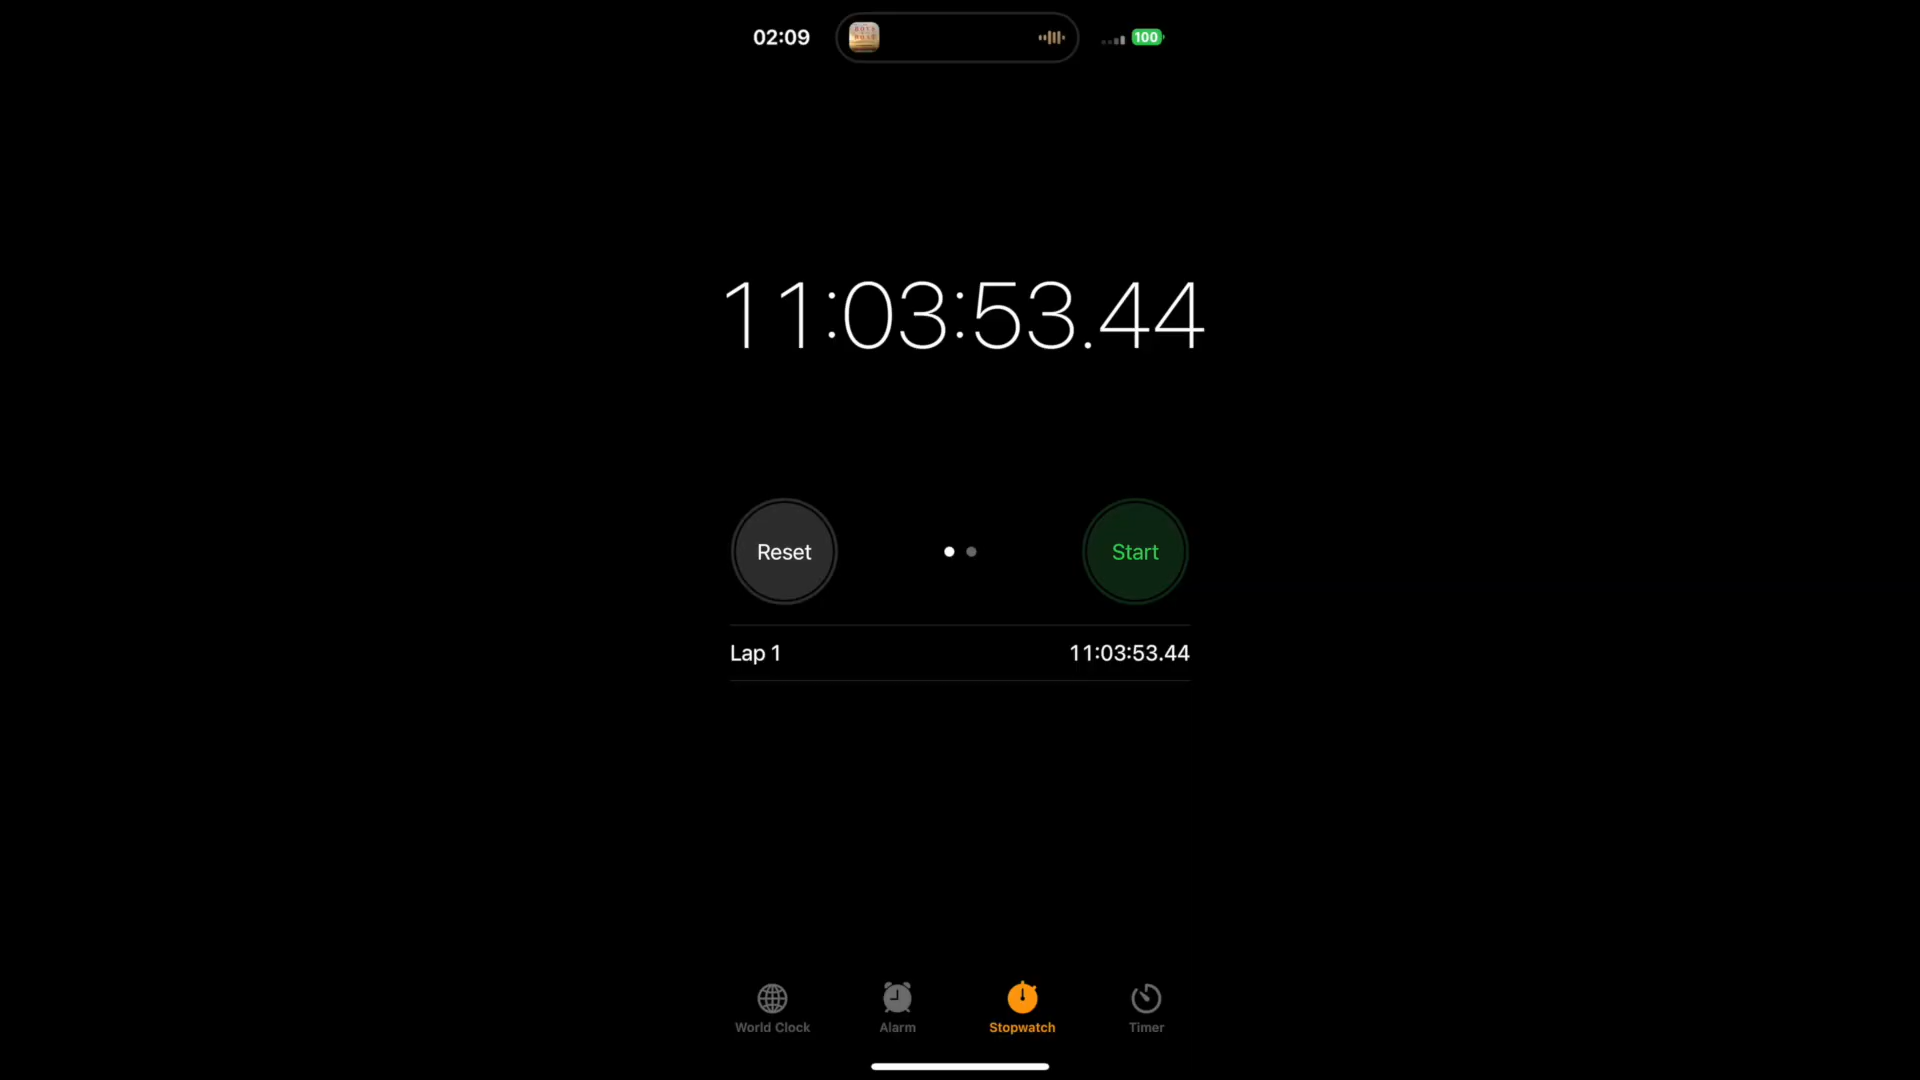 02:09
100
11:03:53.44
Reset
Start
Lap 1
11:03:53.44
World Clock
Alarm
Stopwatch
Timer